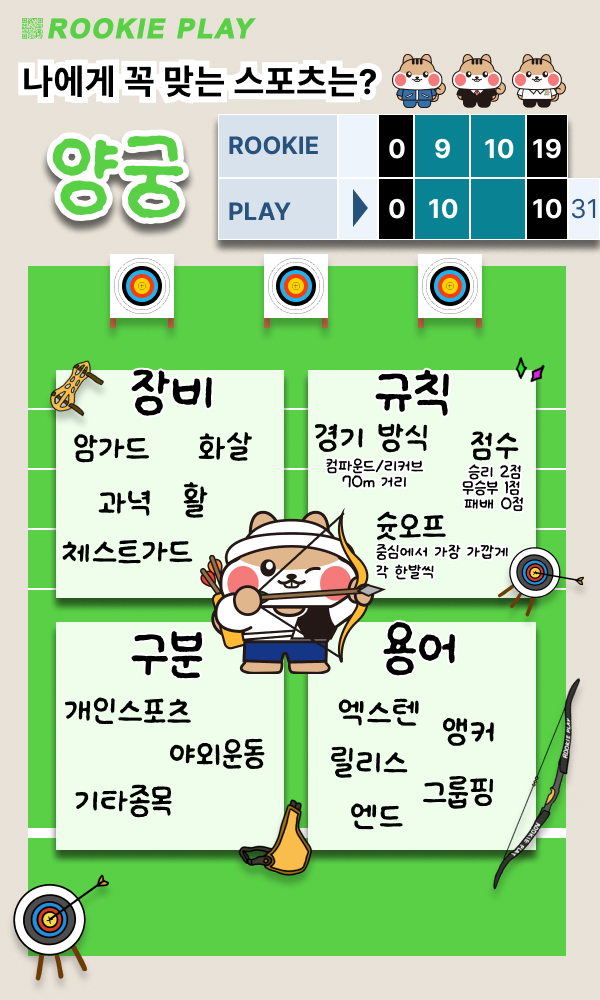 ROOKIE PLAY
나에게 꼭 맞는 스포츠는?
양궁
ROOKIE 0 9 10 19
PLAY 0 10 10 31
장비
암가드 화살
과녁 활
체스트가드
규칙
경기 방식
컴파운드/리커브
70m 거리
점수
승리 2점
무승부 1점
패배 0점
슛오프
중심에서 가장 가깝게
각 한발씩
구분
개인스포츠
야외운동
기타종목
용어
엑스텐
앵커
릴리스
그룹핑
엔드
ROOKIE PLAY
ROOKIE PLAY